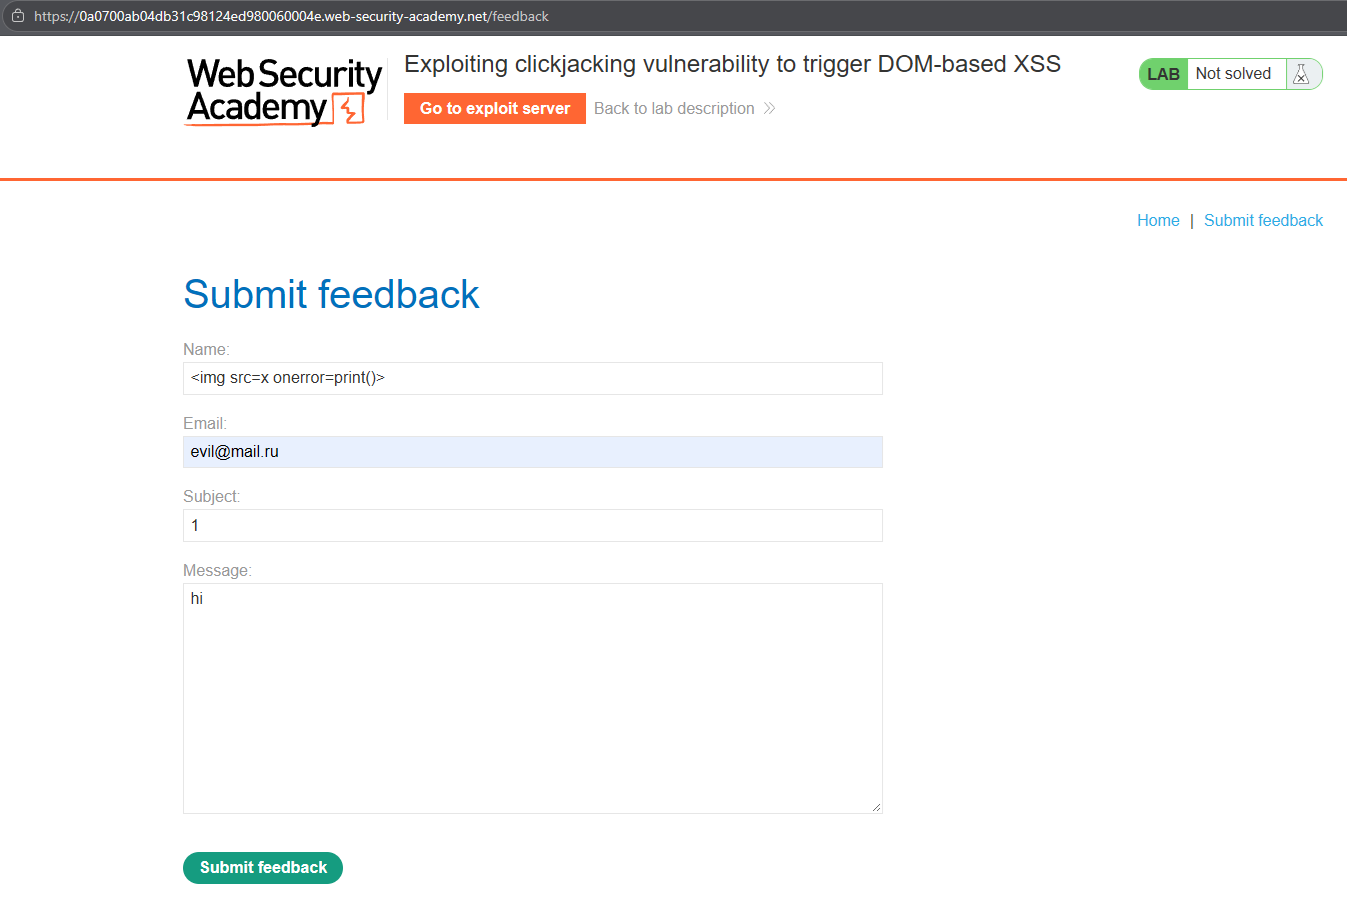 https://0a0700ab04db31c98124ed980060004e.web-security-academy.net/feedback
Web Security
Academy
Exploiting clickjacking vulnerability to trigger DOM-based XSS
Go to exploit server
Back to lab description
LAB
Not solved
Home | Submit feedback
Submit feedback
Name:
<img src=x onerror=print()>
Email:
evil@mail.ru
Subject:
1
Message:
hi
Submit feedback